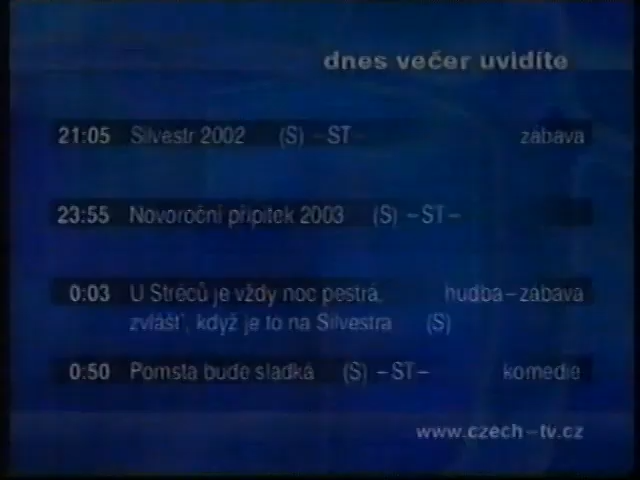 dnes večer uvidíte
21:05 Silvestr 2002 (S) –ST– zábava
23:55 Novoroční přípitek 2003 (S) –ST–
0:03 U Stréců je vždy noc pestrá, hudba–zábava
zvlášť, když je to na Silvestra (S)
0:50 Pomsta bude sladká (S) –ST– komedie
www.czech-tv.cz